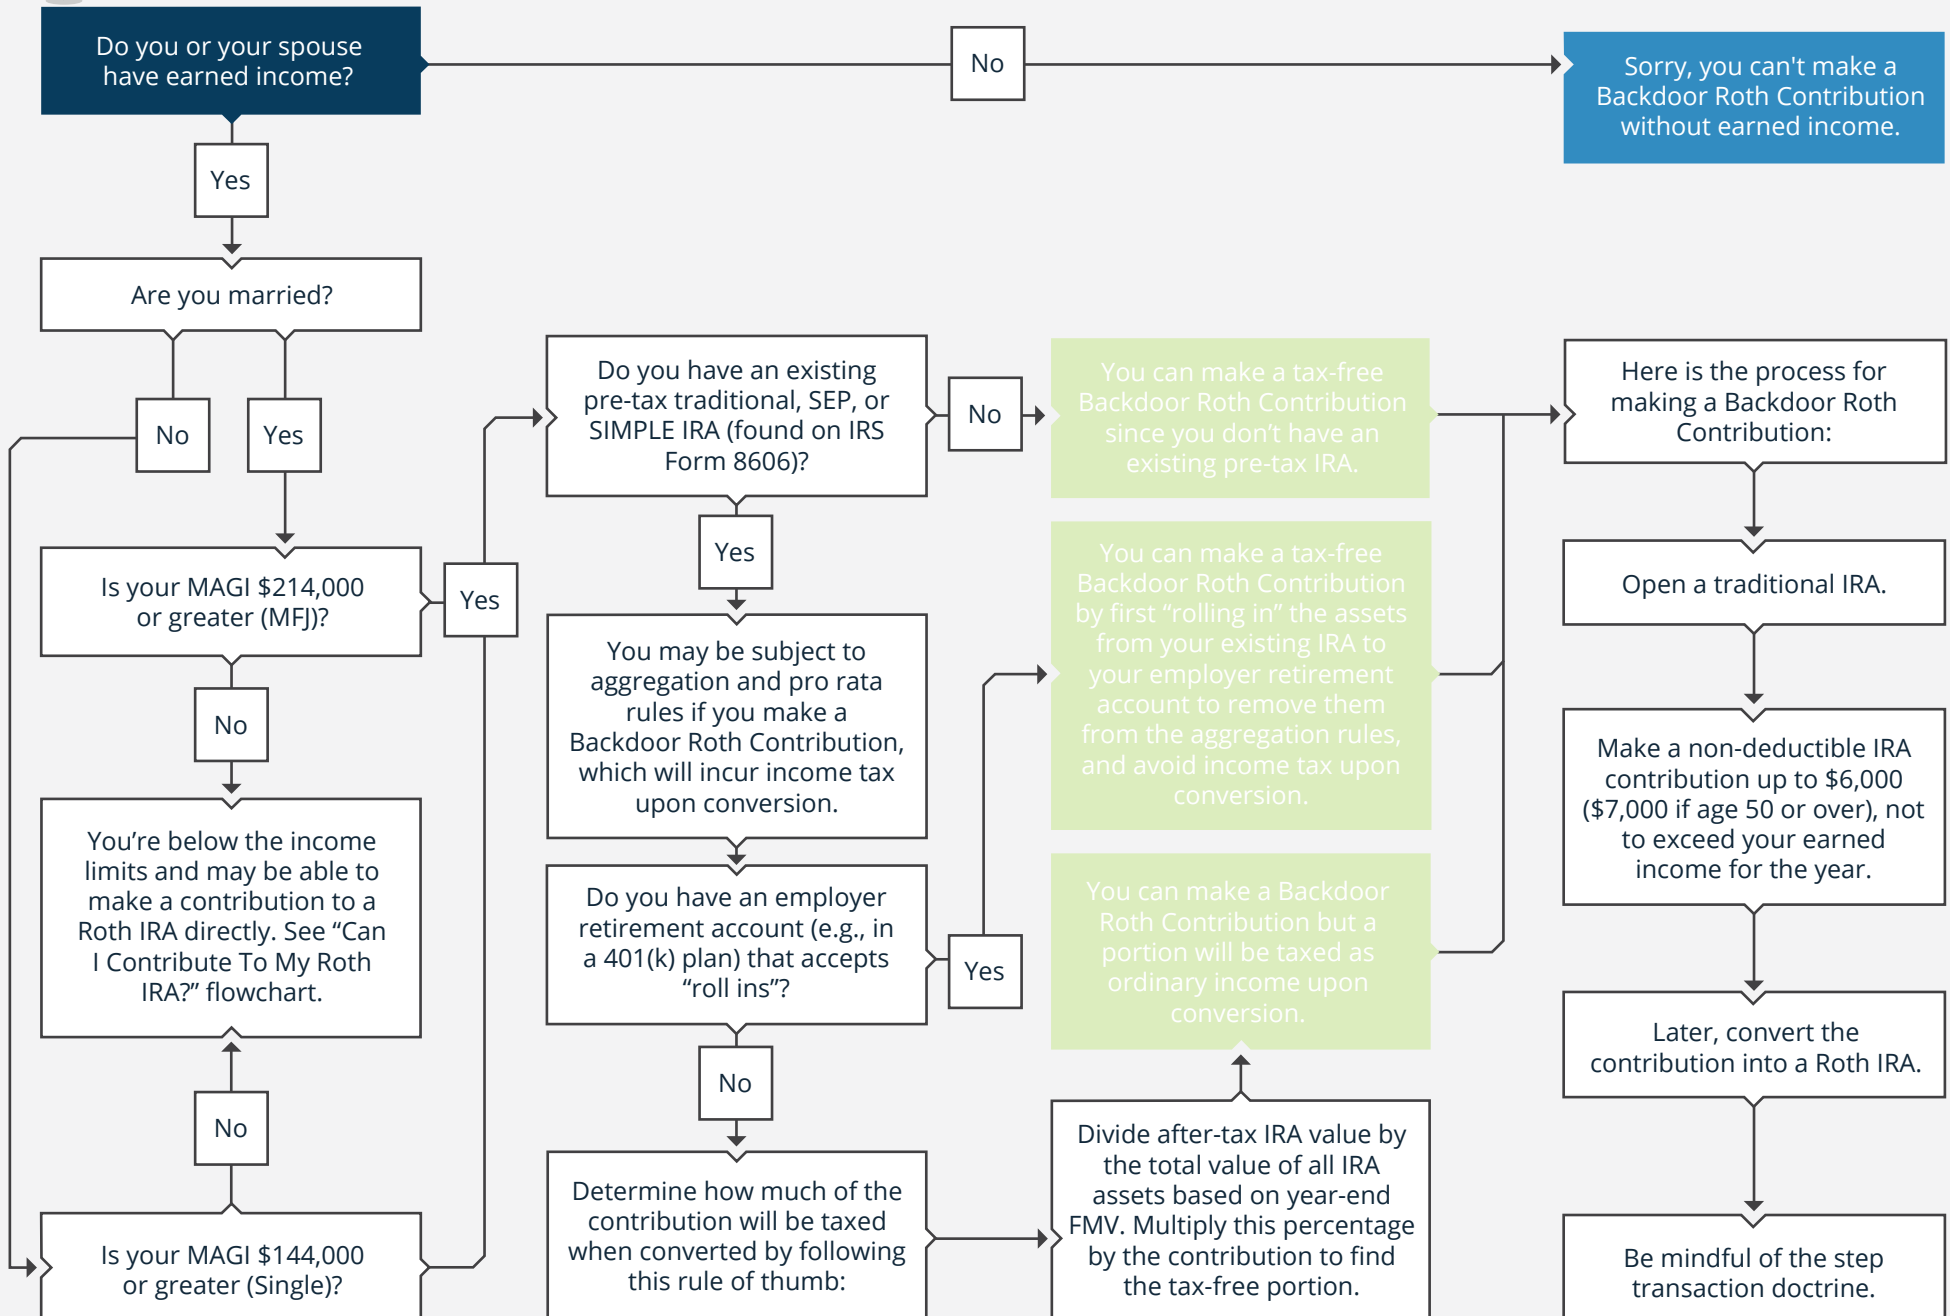 Do you or your spouse
have earned income?
No
Sorry, you can't make a
Backdoor Roth Contribution
without earned income.
Yes
Are you married?
No
Yes
Is your MAGI $214,000
or greater (MFJ)?
Yes
No
You’re below the income
limits and may be able to
make a contribution to a
Roth IRA directly. See “Can
I Contribute To My Roth
IRA?” flowchart.
No
Is your MAGI $144,000
or greater (Single)?
Do you have an existing
pre-tax traditional, SEP, or
SIMPLE IRA (found on IRS
Form 8606)?
No
Yes
You may be subject to
aggregation and pro rata
rules if you make a
Backdoor Roth Contribution,
which will incur income tax
upon conversion.
Do you have an employer
retirement account (e.g., in
a 401(k) plan) that accepts
“roll ins”?
Yes
No
Determine how much of the
contribution will be taxed
when converted by following
this rule of thumb:
You can make a tax-free
Backdoor Roth Contribution
since you don’t have an
existing pre-tax IRA.
You can make a tax-free
Backdoor Roth Contribution
by first “rolling in” the assets
from your existing IRA to
your employer retirement
account to remove them
from the aggregation rules,
and avoid income tax upon
conversion.
You can make a Backdoor
Roth Contribution but a
portion will be taxed as
ordinary income upon
conversion.
Divide after-tax IRA value by
the total value of all IRA
assets based on year-end
FMV. Multiply this percentage
by the contribution to find
the tax-free portion.
Here is the process for
making a Backdoor Roth
Contribution:
Open a traditional IRA.
Make a non-deductible IRA
contribution up to $6,000
($7,000 if age 50 or over), not
to exceed your earned
income for the year.
Later, convert the
contribution into a Roth IRA.
Be mindful of the step
transaction doctrine.